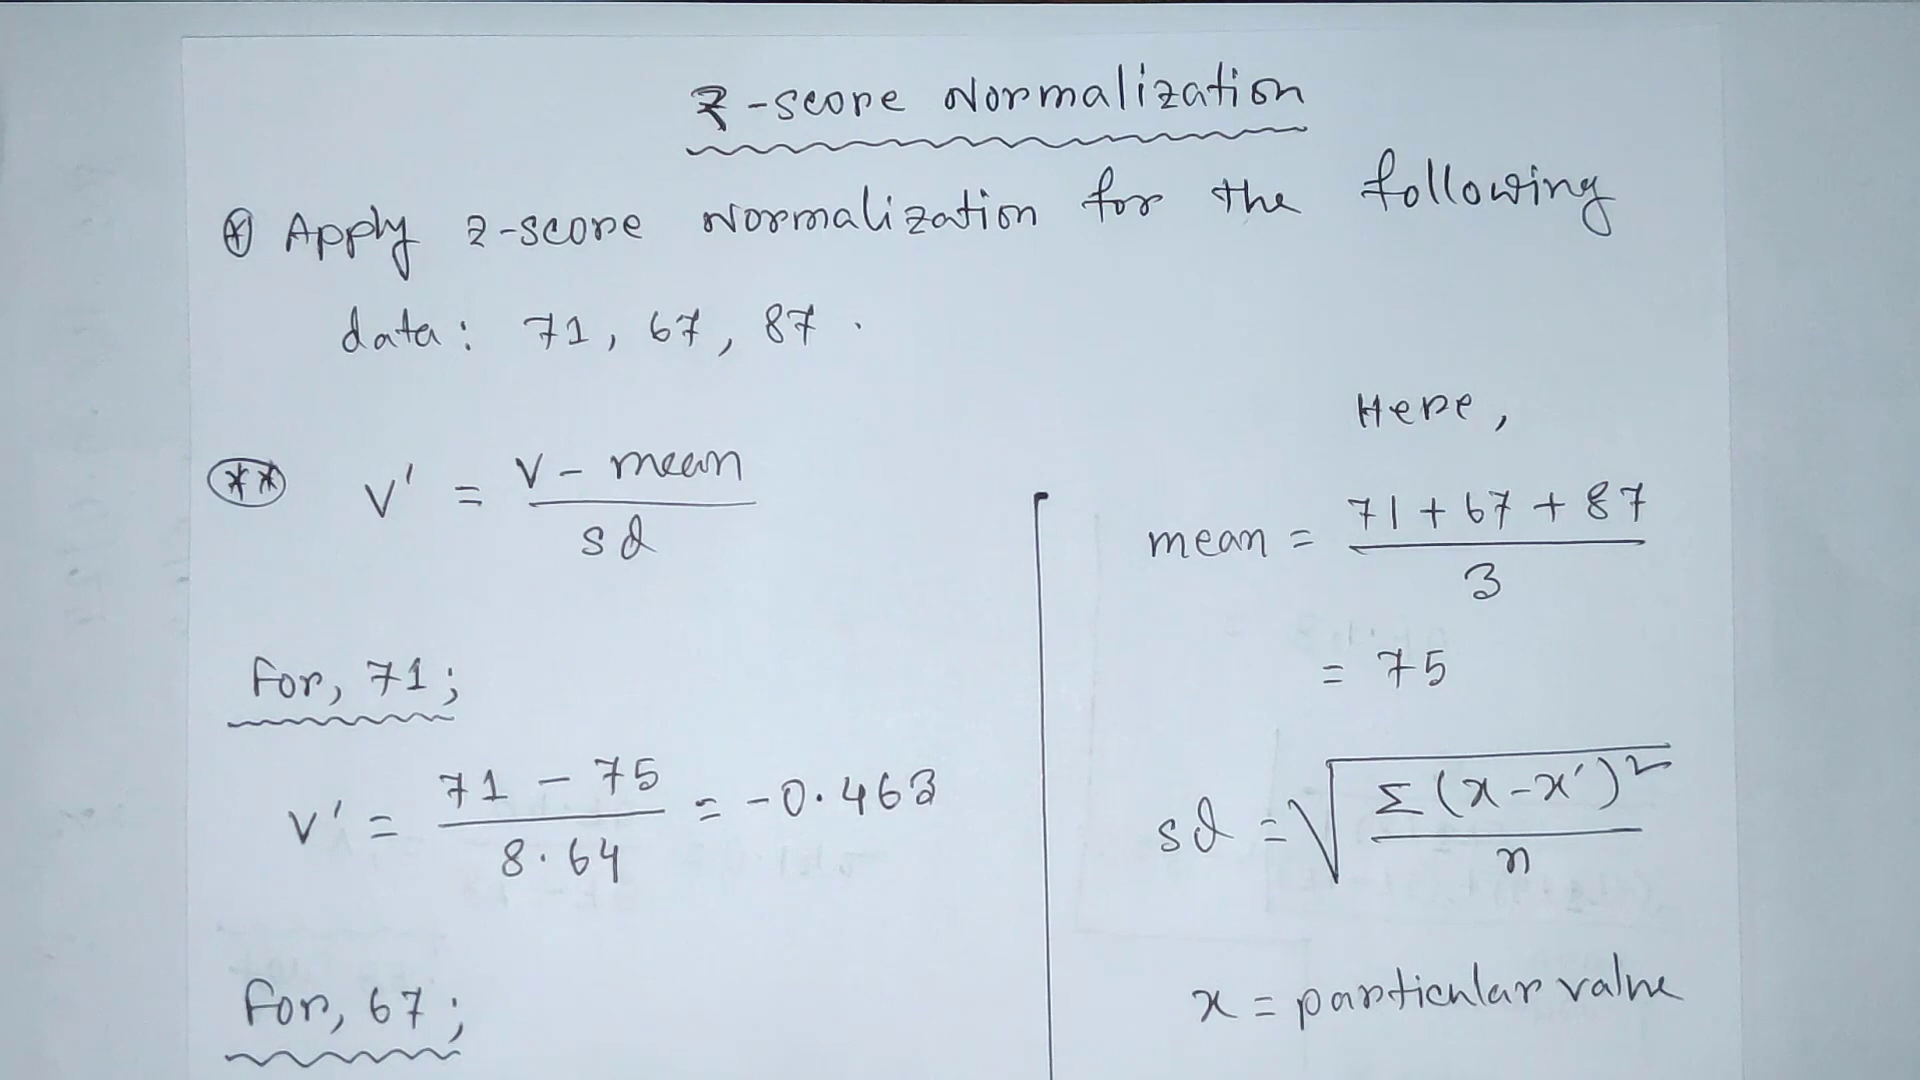 Z-score Normalization
* Apply z-score Normalization for the following
data: 71, 67, 87.
** V' = V - mean / sd
For, 71;
V' = 71 - 75 / 8.64 = -0.463
For, 67;
Here,
mean = 71 + 67 + 87 / 3
= 75
sd = √ Σ(x-x')² / n
x = particular value